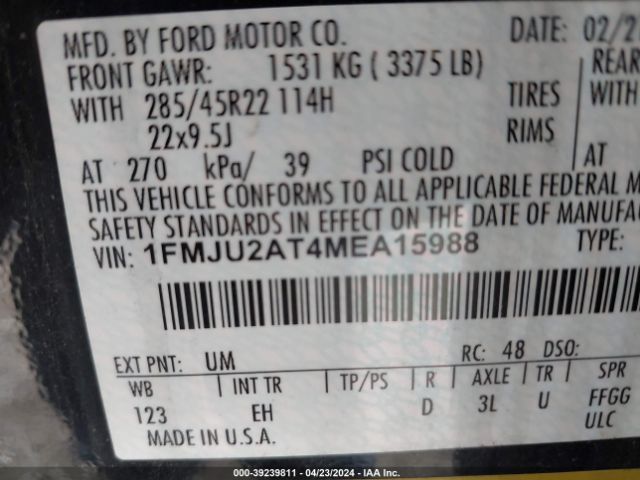 MFD. BY FORD MOTOR CO. DATE: 02/2
FRONT GAWR: 1531 KG ( 3375 LB) REAR
WITH 285/45R22 114H TIRES WITH
22x9.5J RIMS
AT 270 kPa/ 39 PSI COLD AT
THIS VEHICLE CONFORMS TO ALL APPLICABLE FEDERAL M
SAFETY STANDARDS IN EFFECT ON THE DATE OF MANUFA
VIN: 1FMJU2AT4MEA15988 TYPE:
EXT PNT: UM RC: 48 DSO:
WB INT TR TP/PS R AXLE TR SPR
123 EH D 3L U FFGG
ULC
MADE IN U.S.A.
000-39239811 - 04/23/2024 - IAA Inc.